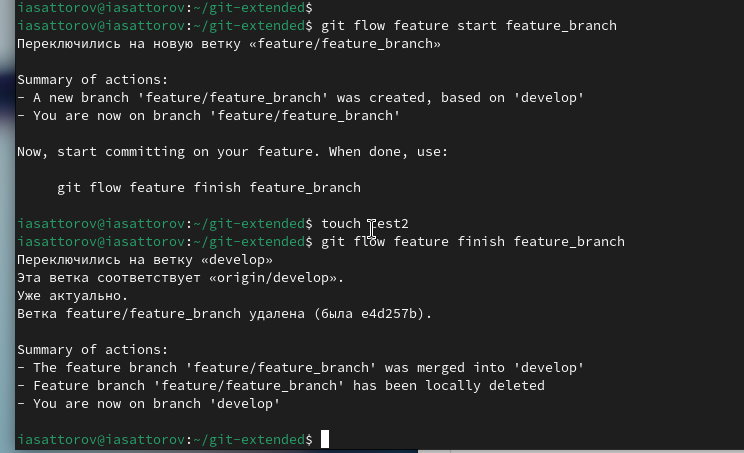 iasattorov@iasattorov:~/git-extended$
iasattorov@iasattorov:~/git-extended$ git flow feature start feature_branch
Переключились на новую ветку «feature/feature_branch»
Summary of actions:
- A new branch 'feature/feature_branch' was created, based on 'develop'
- You are now on branch 'feature/feature_branch'
Now, start committing on your feature. When done, use:
git flow feature finish feature_branch
iasattorov@iasattorov:~/git-extended$ touch test2
iasattorov@iasattorov:~/git-extended$ git flow feature finish feature_branch
Переключились на ветку «develop»
Эта ветка соответствует «origin/develop».
Уже актуально.
Ветка feature/feature_branch удалена (была e4d257b).
Summary of actions:
- The feature branch 'feature/feature_branch' was merged into 'develop'
- Feature branch 'feature/feature_branch' has been locally deleted
- You are now on branch 'develop'
iasattorov@iasattorov:~/git-extended$